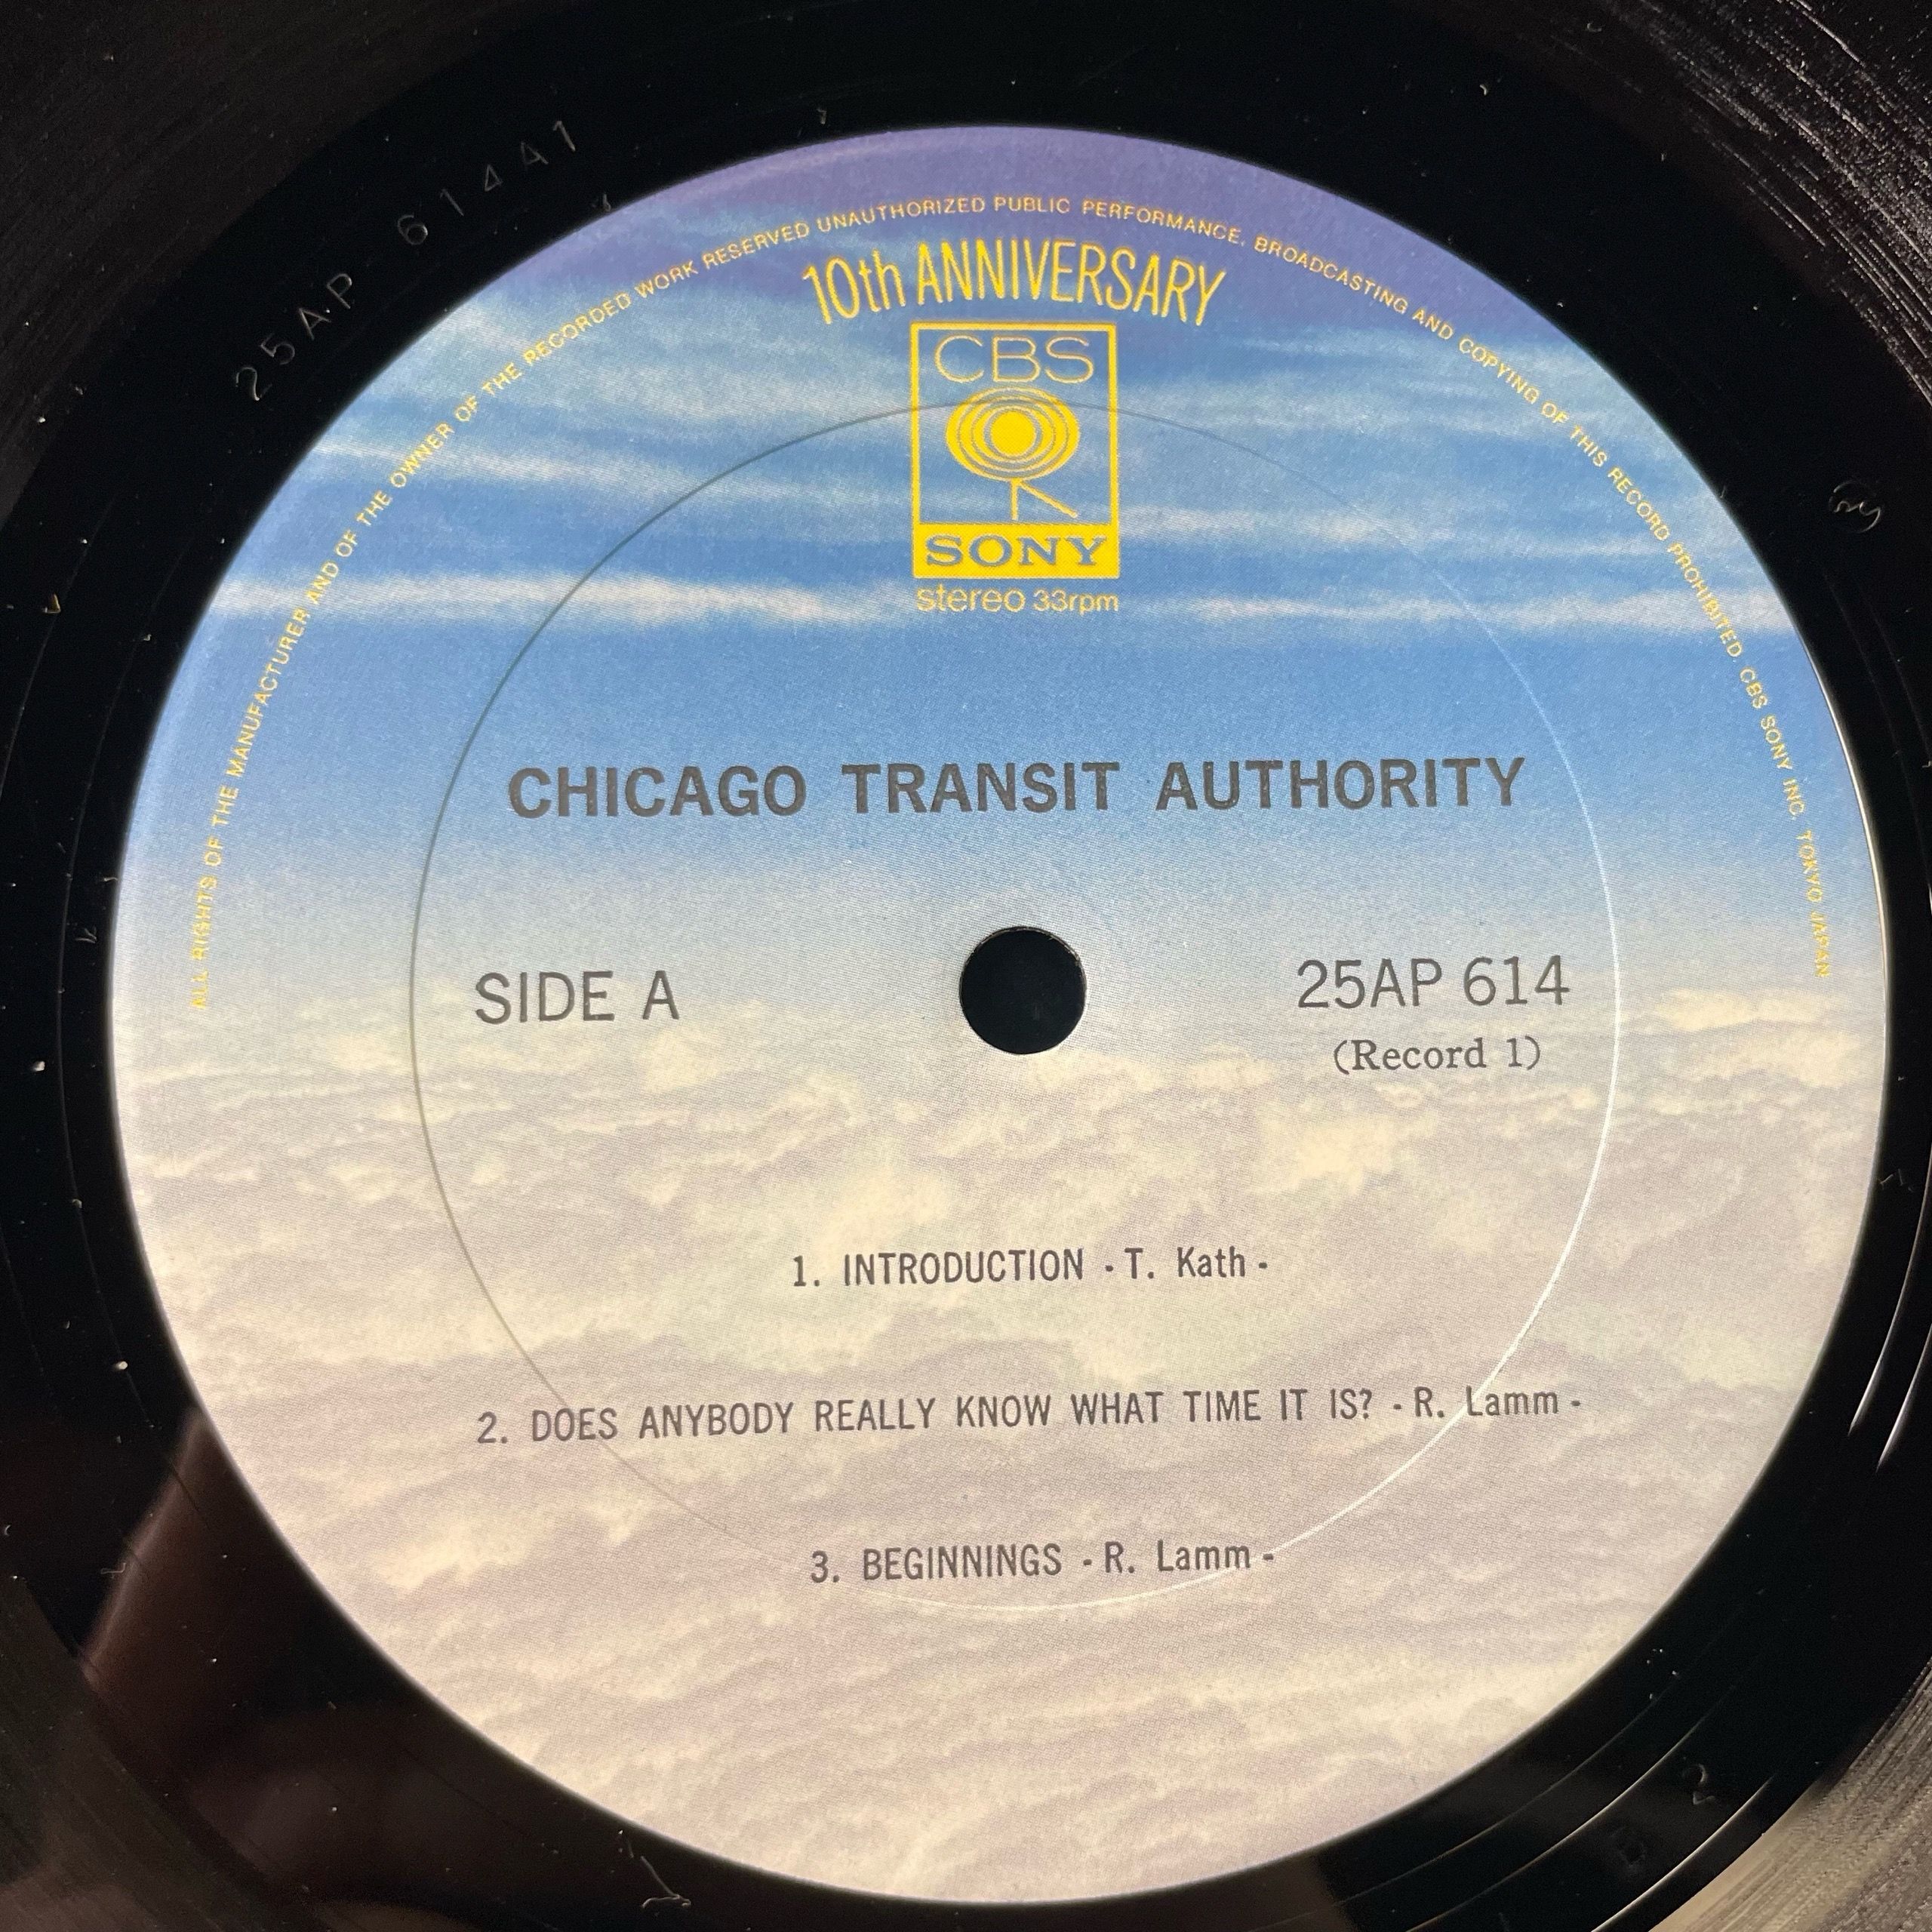 25AP 614A1
ALL RIGHTS OF THE MANUFACTURER AND OF THE OWNER OF THE RECORDED WORK RESERVED UNAUTHORIZED PUBLIC PERFORMANCE, BROADCASTING AND COPYING OF THIS RECORD PROHIBITED. CBS SONY INC. TOKYO JAPAN
10th ANNIVERSARY
CBS
SONY
stereo 33rpm
CHICAGO TRANSIT AUTHORITY
SIDE A
25AP 614
(Record 1)
1. INTRODUCTION - T. Kath -
2. DOES ANYBODY REALLY KNOW WHAT TIME IT IS? - R. Lamm -
3. BEGINNINGS - R. Lamm -
2